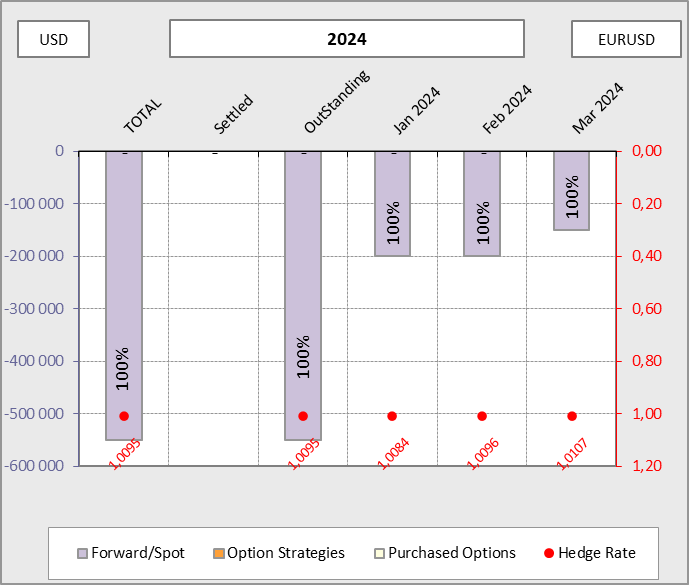 USD
2024
EURUSD
TOTAL
Settled
OutStanding
Jan 2024
Feb 2024
Mar 2024
0
-100 000
-200 000
-300 000
-400 000
-500 000
-600 000
0,00
0,20
0,40
0,60
0,80
1,00
1,20
100%
100%
100%
100%
100%
1,0095
1,0095
1,0084
1,0096
1,0107
Forward/Spot
Option Strategies
Purchased Options
Hedge Rate